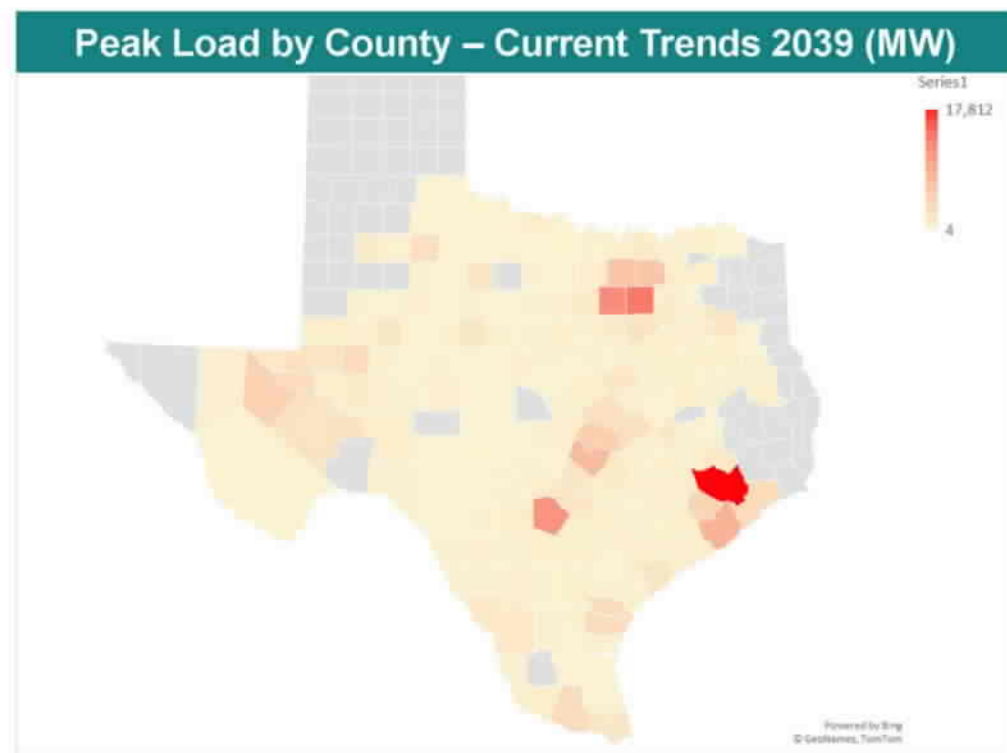 Peak Load by County – Current Trends 2039 (MW)
Series1
17,812
4
Powered by Bing
© GeoNames, TomTom